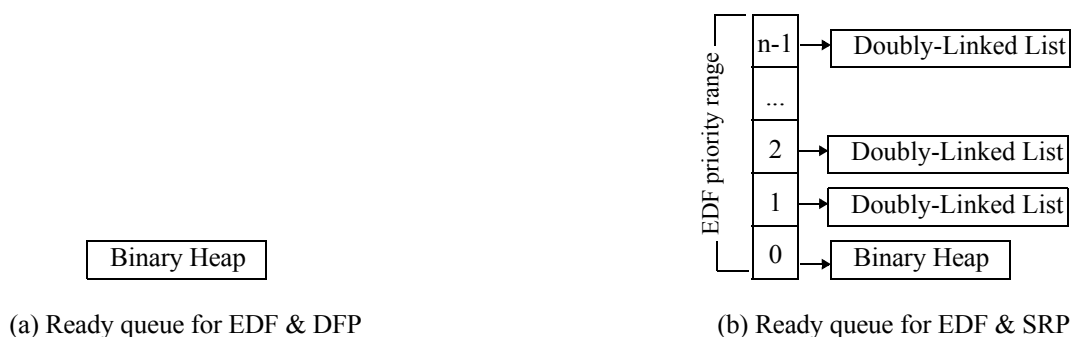 Binary Heap
(a) Ready queue for EDF & DFP
EDF priority range
n-1
Doubly-Linked List
...
2
Doubly-Linked List
1
Doubly-Linked List
0
Binary Heap
(b) Ready queue for EDF & SRP